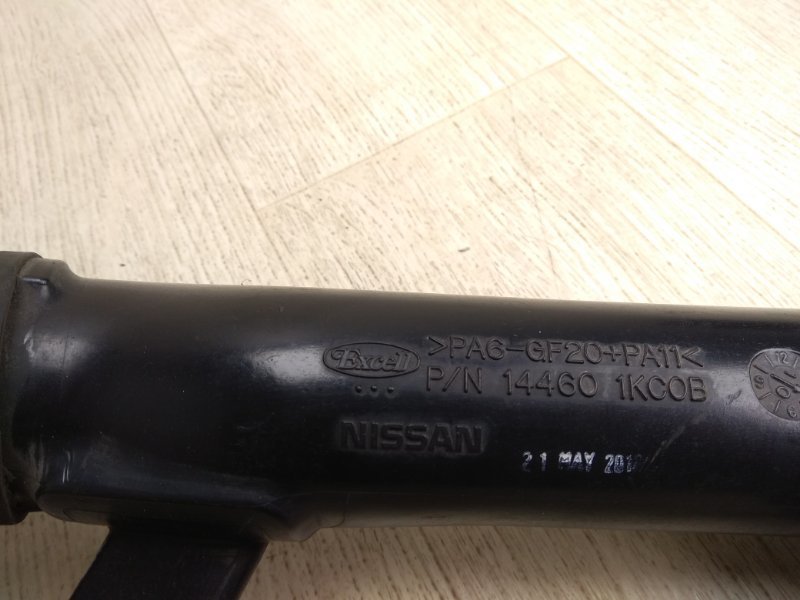 Excell
>PA6-GF20+PA11<
P/N 14460 1KC0B
NISSAN
21 MAY